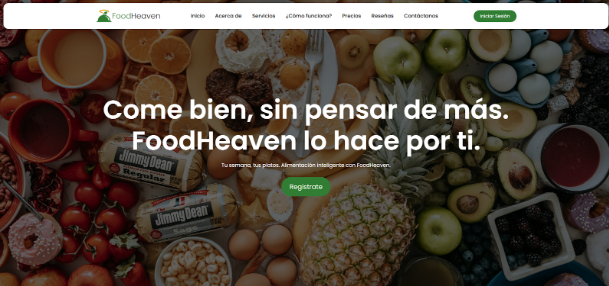 FoodHeaven
Inicio
Acerca de
Servicios
¿Cómo funciona?
Precios
Reseñas
Contáctanos
Iniciar Sesión
Come bien, sin pensar de más.
FoodHeaven lo hace por ti.
Tu semana, tus platos. Alimentación inteligente con FoodHeaven.
Regístrate
Jimmy Dean
Regular
Jimmy Dean